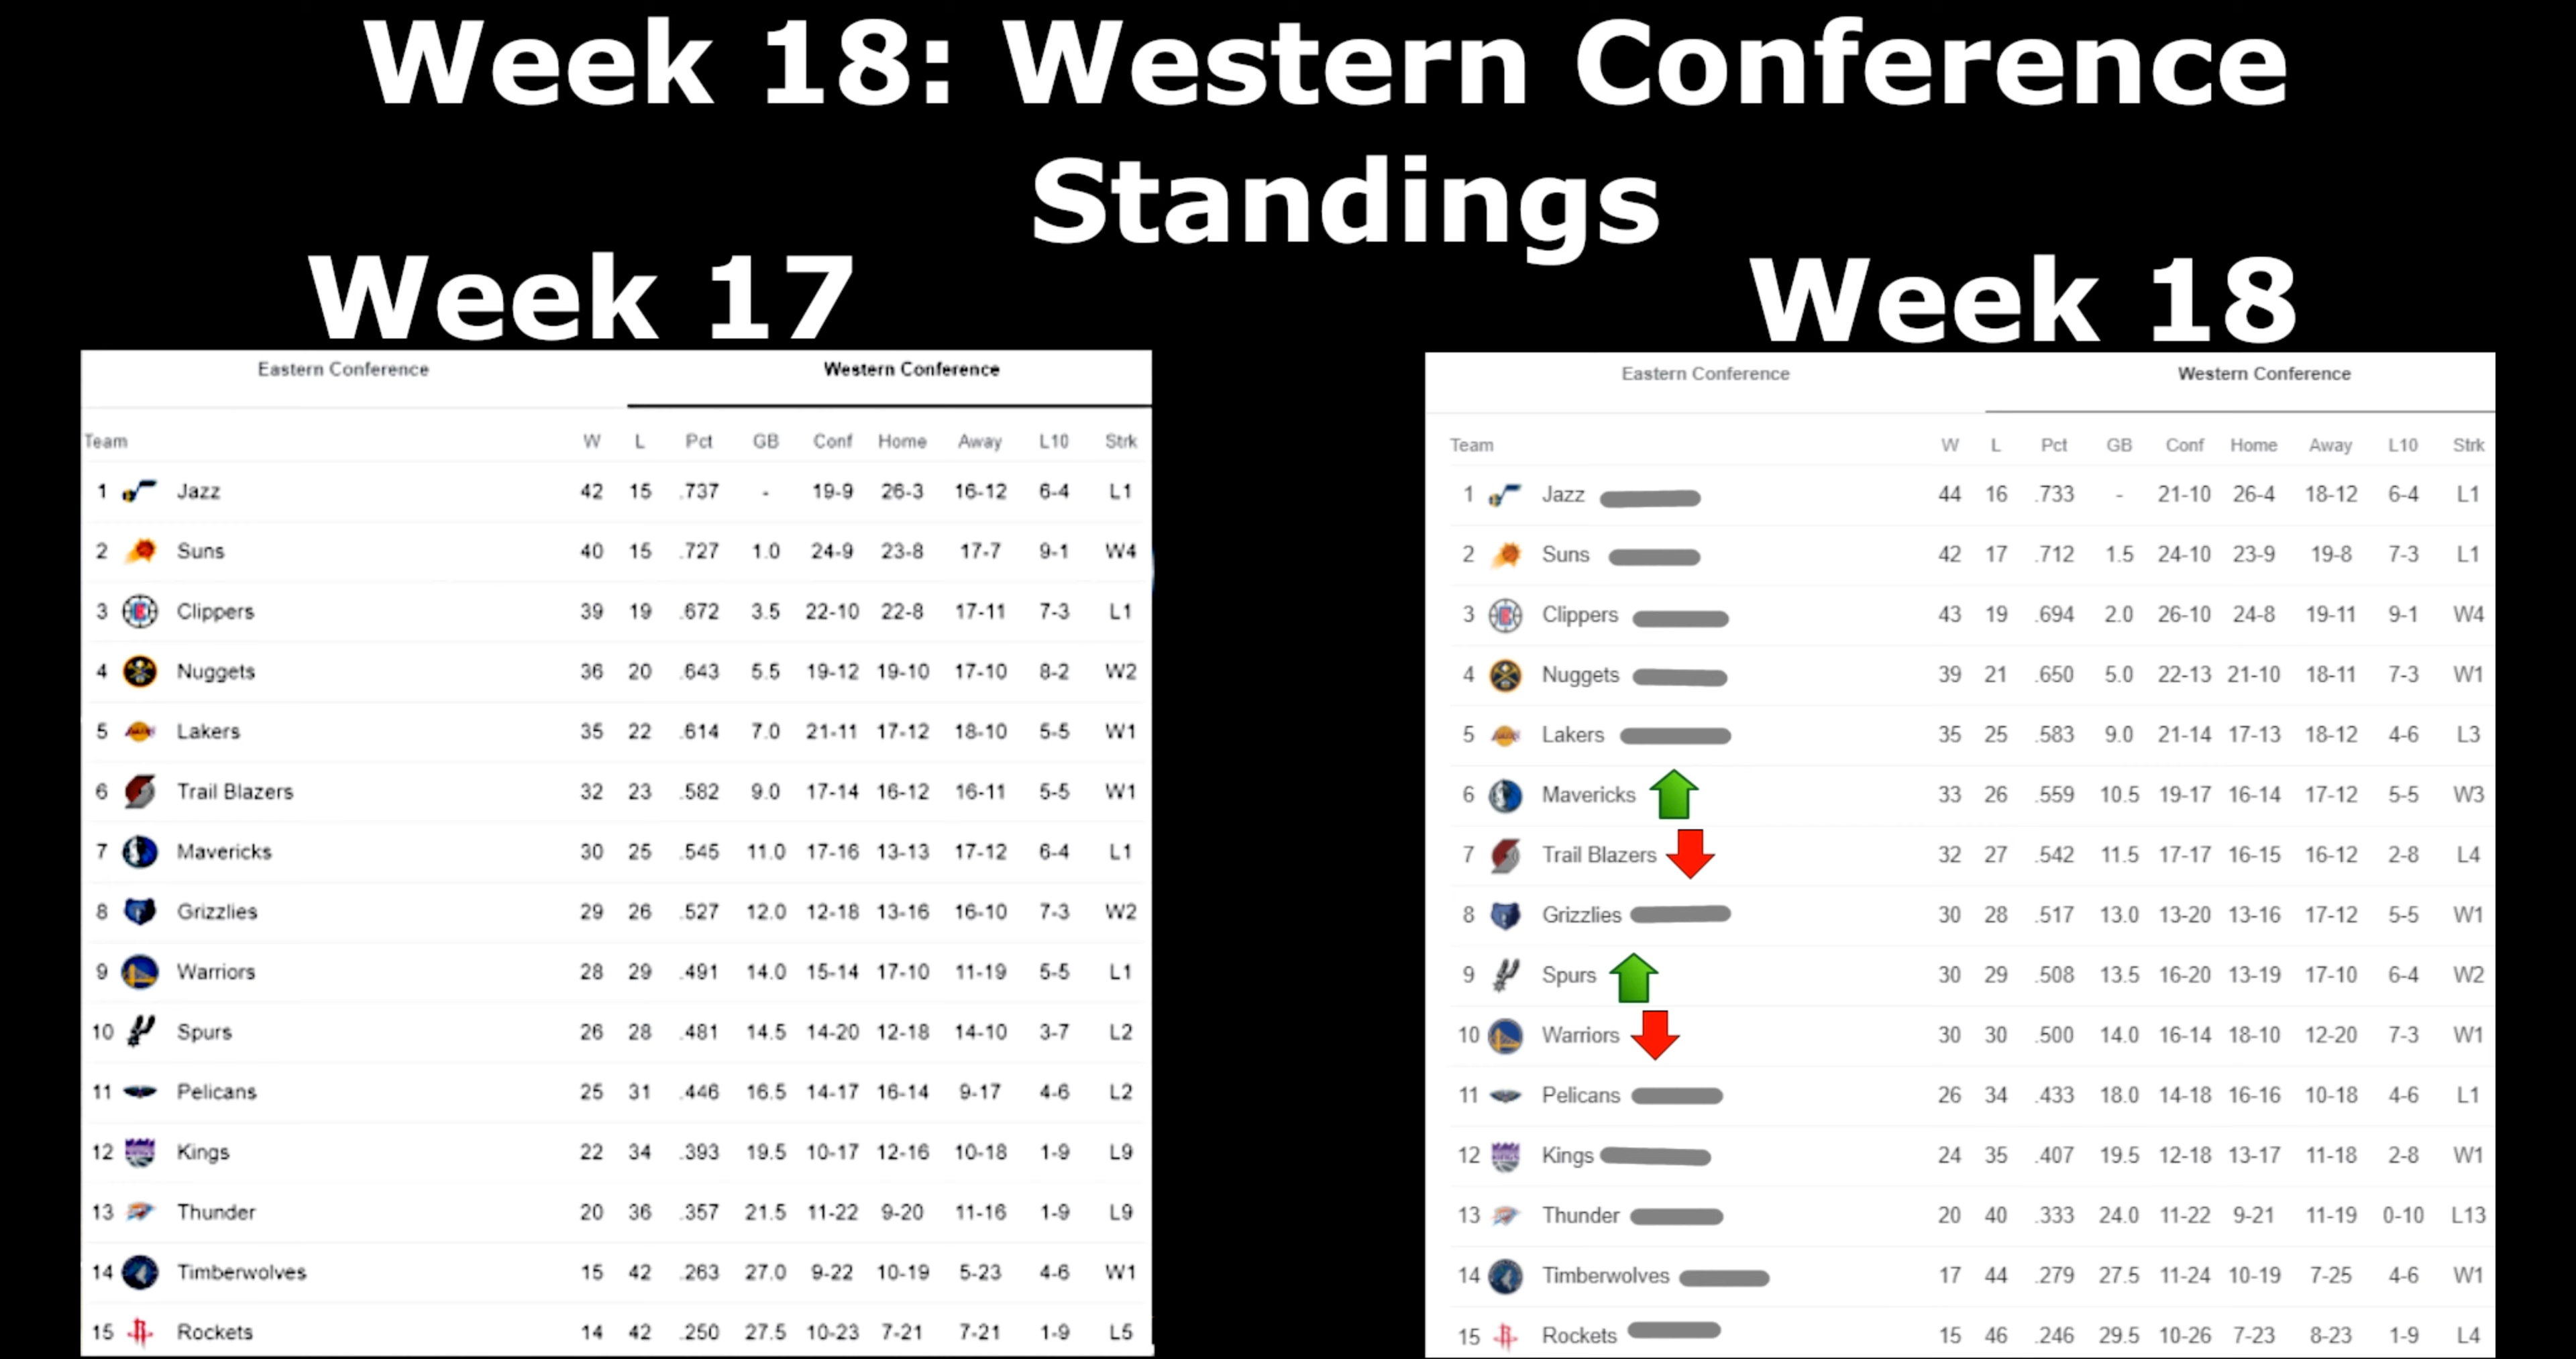 Week 18: Western Conference
Standings
Week 17
Week 18
Eastern Conference Western Conference
Team W L Pct GB Conf Home Away L10 Strk
1 Jazz 42 15 .737 - 19-9 26-3 16-12 6-4 L1
2 Suns 40 15 .727 1.0 24-9 23-8 17-7 9-1 W4
3 Clippers 39 19 .672 3.5 22-10 22-8 17-11 7-3 L1
4 Nuggets 36 20 .643 5.5 19-12 19-10 17-10 8-2 W2
5 Lakers 35 22 .614 7.0 21-11 17-12 18-10 5-5 W1
6 Trail Blazers 32 23 .582 9.0 17-14 16-12 16-11 5-5 W1
7 Mavericks 30 25 .545 11.0 17-16 13-13 17-12 6-4 L1
8 Grizzlies 29 26 .527 12.0 12-18 13-16 16-10 7-3 W2
9 Warriors 28 29 .491 14.0 15-14 17-10 11-19 5-5 L1
10 Spurs 26 28 .481 14.5 14-20 12-18 14-10 3-7 L2
11 Pelicans 25 31 .446 16.5 14-17 16-14 9-17 4-6 L2
12 Kings 22 34 .393 19.5 10-17 12-16 10-18 1-9 L9
13 Thunder 20 36 .357 21.5 11-22 9-20 11-16 1-9 L9
14 Timberwolves 15 42 .263 27.0 9-22 10-19 5-23 4-6 W1
15 Rockets 14 42 .250 27.5 10-23 7-21 7-21 1-9 L5
Eastern Conference Western Conference
Team W L Pct GB Conf Home Away L10 Strk
1 Jazz 44 16 .733 - 21-10 26-4 18-12 6-4 L1
2 Suns 42 17 .712 1.5 24-10 23-9 19-8 7-3 L1
3 Clippers 43 19 .694 2.0 26-10 24-8 19-11 9-1 W4
4 Nuggets 39 21 .650 5.0 22-13 21-10 18-11 7-3 W1
5 Lakers 35 25 .583 9.0 21-14 17-13 18-12 4-6 L3
6 Mavericks 33 26 .559 10.5 19-17 16-14 17-12 5-5 W3
7 Trail Blazers 32 27 .542 11.5 17-17 16-15 16-12 2-8 L4
8 Grizzlies 30 28 .517 13.0 13-20 13-16 17-12 5-5 W1
9 Spurs 30 29 .508 13.5 16-20 13-19 17-10 6-4 W2
10 Warriors 30 30 .500 14.0 16-14 18-10 12-20 7-3 W1
11 Pelicans 26 34 .433 18.0 14-18 16-16 10-18 4-6 L1
12 Kings 24 35 .407 19.5 12-18 13-17 11-18 2-8 W1
13 Thunder 20 40 .333 24.0 11-22 9-21 11-19 0-10 L13
14 Timberwolves 17 44 .279 27.5 11-24 10-19 7-25 4-6 W1
15 Rockets 15 46 .246 29.5 10-26 7-23 8-23 1-9 L4